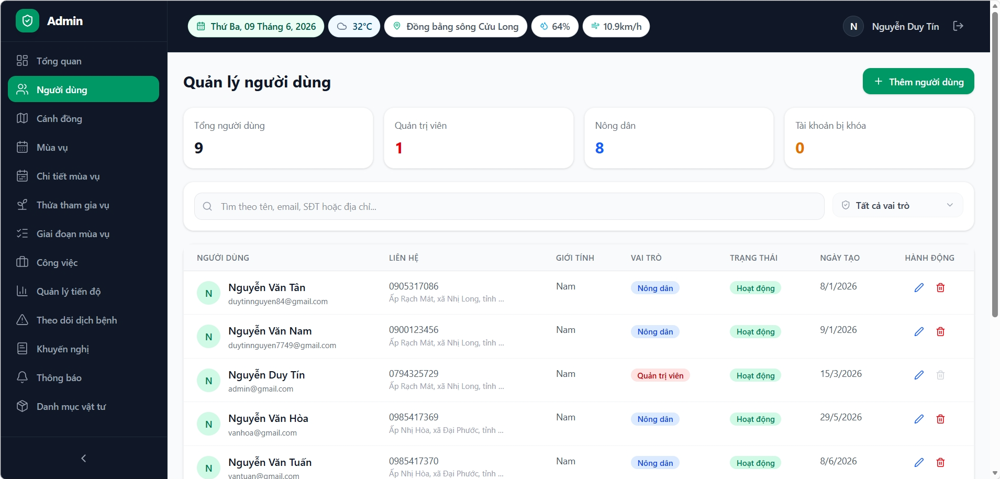 Admin
Thứ Ba, 09 Tháng 6, 2026 32°C Đồng bằng sông Cửu Long 64% 10.9km/h
N Nguyễn Duy Tín
Tổng quan
Người dùng
Cánh đồng
Mùa vụ
Chi tiết mùa vụ
Thửa tham gia vụ
Giai đoạn mùa vụ
Công việc
Quản lý tiến độ
Theo dõi dịch bệnh
Khuyến nghị
Thông báo
Danh mục vật tư
Quản lý người dùng
Thêm người dùng
Tổng người dùng
9
Quản trị viên
1
Nông dân
8
Tài khoản bị khóa
0
Tìm theo tên, email, SĐT hoặc địa chỉ...
Tất cả vai trò
NGƯỜI DÙNG LIÊN HỆ GIỚI TÍNH VAI TRÒ TRẠNG THÁI NGÀY TẠO HÀNH ĐỘNG
N Nguyễn Văn Tân 0905317086 Nam Nông dân Hoạt động 8/1/2026
duytinnguyen84@gmail.com Ấp Rạch Mát, xã Nhị Long, tỉnh ...
N Nguyễn Văn Nam 0900123456 Nam Nông dân Hoạt động 9/1/2026
duytinnguyen7749@gmail.com Ấp Rạch Mát, xã Nhị Long, tỉnh ...
N Nguyễn Duy Tín 0794325729 Nam Quản trị viên Hoạt động 15/3/2026
admin@gmail.com Ấp Rạch Mát, xã Nhị Long, tỉnh ...
N Nguyễn Văn Hòa 0985417369 Nam Nông dân Hoạt động 29/5/2026
vanhoa@gmail.com Ấp Nhị Hòa, xã Đại Phước, tỉnh ...
N Nguyễn Văn Tuấn 0985417370 Nam Nông dân Hoạt động 8/6/2026
vantuan@gmail.com Ấp Nhị Hòa, xã Đại Phước, tỉnh ...